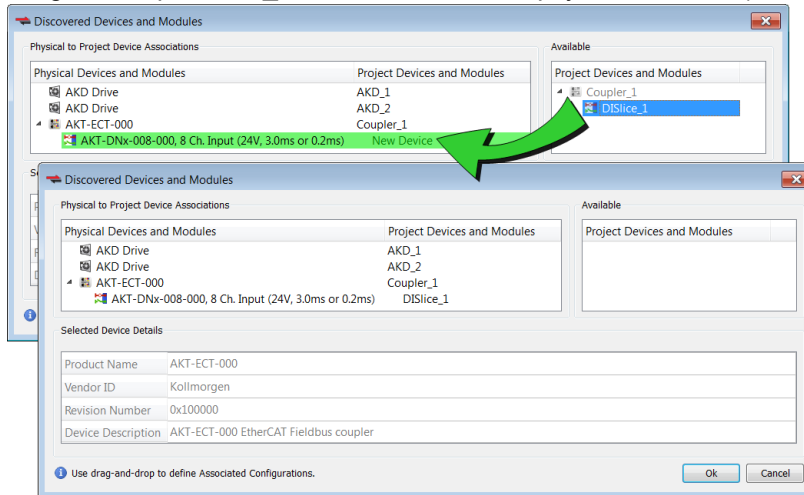 Discovered Devices and Modules
Physical to Project Device Associations
Available
Physical Devices and Modules Project Devices and Modules
Project Devices and Modules
AKD Drive AKD_1
Coupler_1
AKD Drive AKD_2
DISlice_1
AKT-ECT-000 Coupler_1
AKT-DNx-008-000, 8 Ch. Input (24V, 3.0ms or 0.2ms) New Device
Discovered Devices and Modules
Physical to Project Device Associations
Available
Physical Devices and Modules Project Devices and Modules
Project Devices and Modules
AKD Drive AKD_1
AKD Drive AKD_2
AKT-ECT-000 Coupler_1
AKT-DNx-008-000, 8 Ch. Input (24V, 3.0ms or 0.2ms) DISlice_1
Selected Device Details
Product Name AKT-ECT-000
Vendor ID Kollmorgen
Revision Number 0x100000
Device Description AKT-ECT-000 EtherCAT Fieldbus coupler
Use drag-and-drop to define Associated Configurations.
Ok Cancel